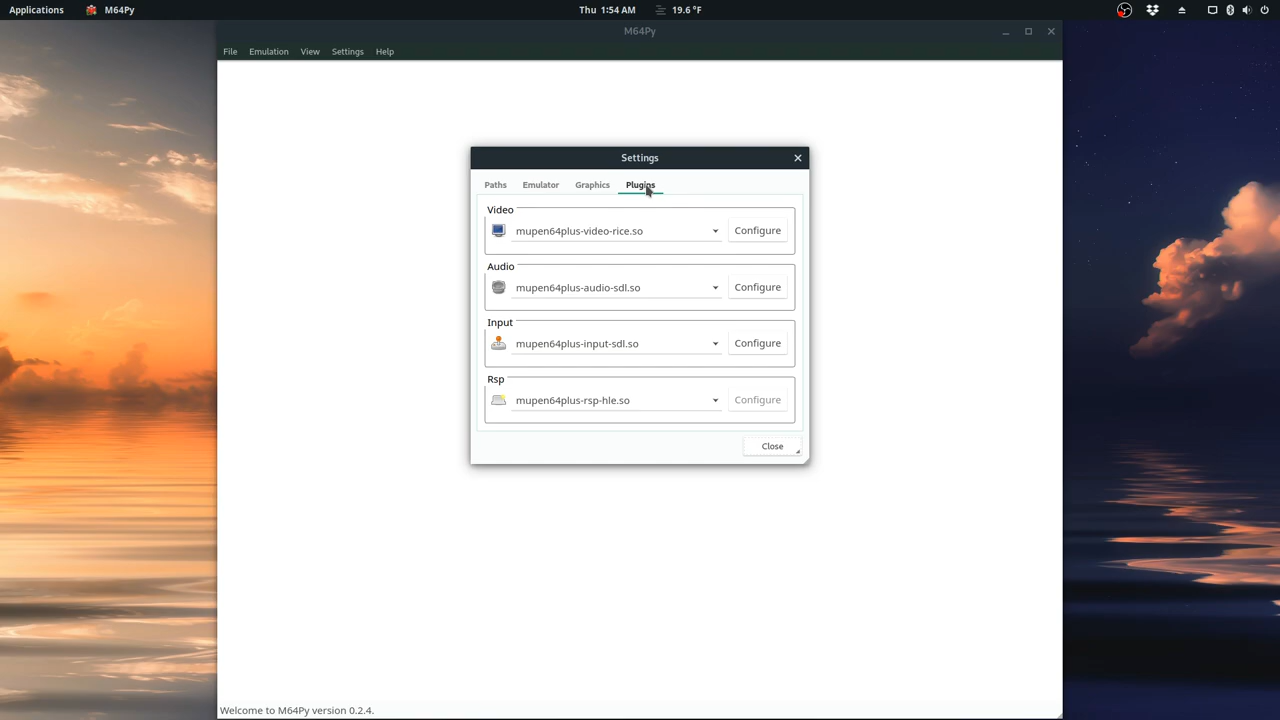 Applications M64Py Thu 1:54 AM 19.6 °F
M64Py
File Emulation View Settings Help
Settings
Paths Emulator Graphics Plugins
Video
mupen64plus-video-rice.so Configure
Audio
mupen64plus-audio-sdl.so Configure
Input
mupen64plus-input-sdl.so Configure
Rsp
mupen64plus-rsp-hle.so Configure
Close
Welcome to M64Py version 0.2.4.